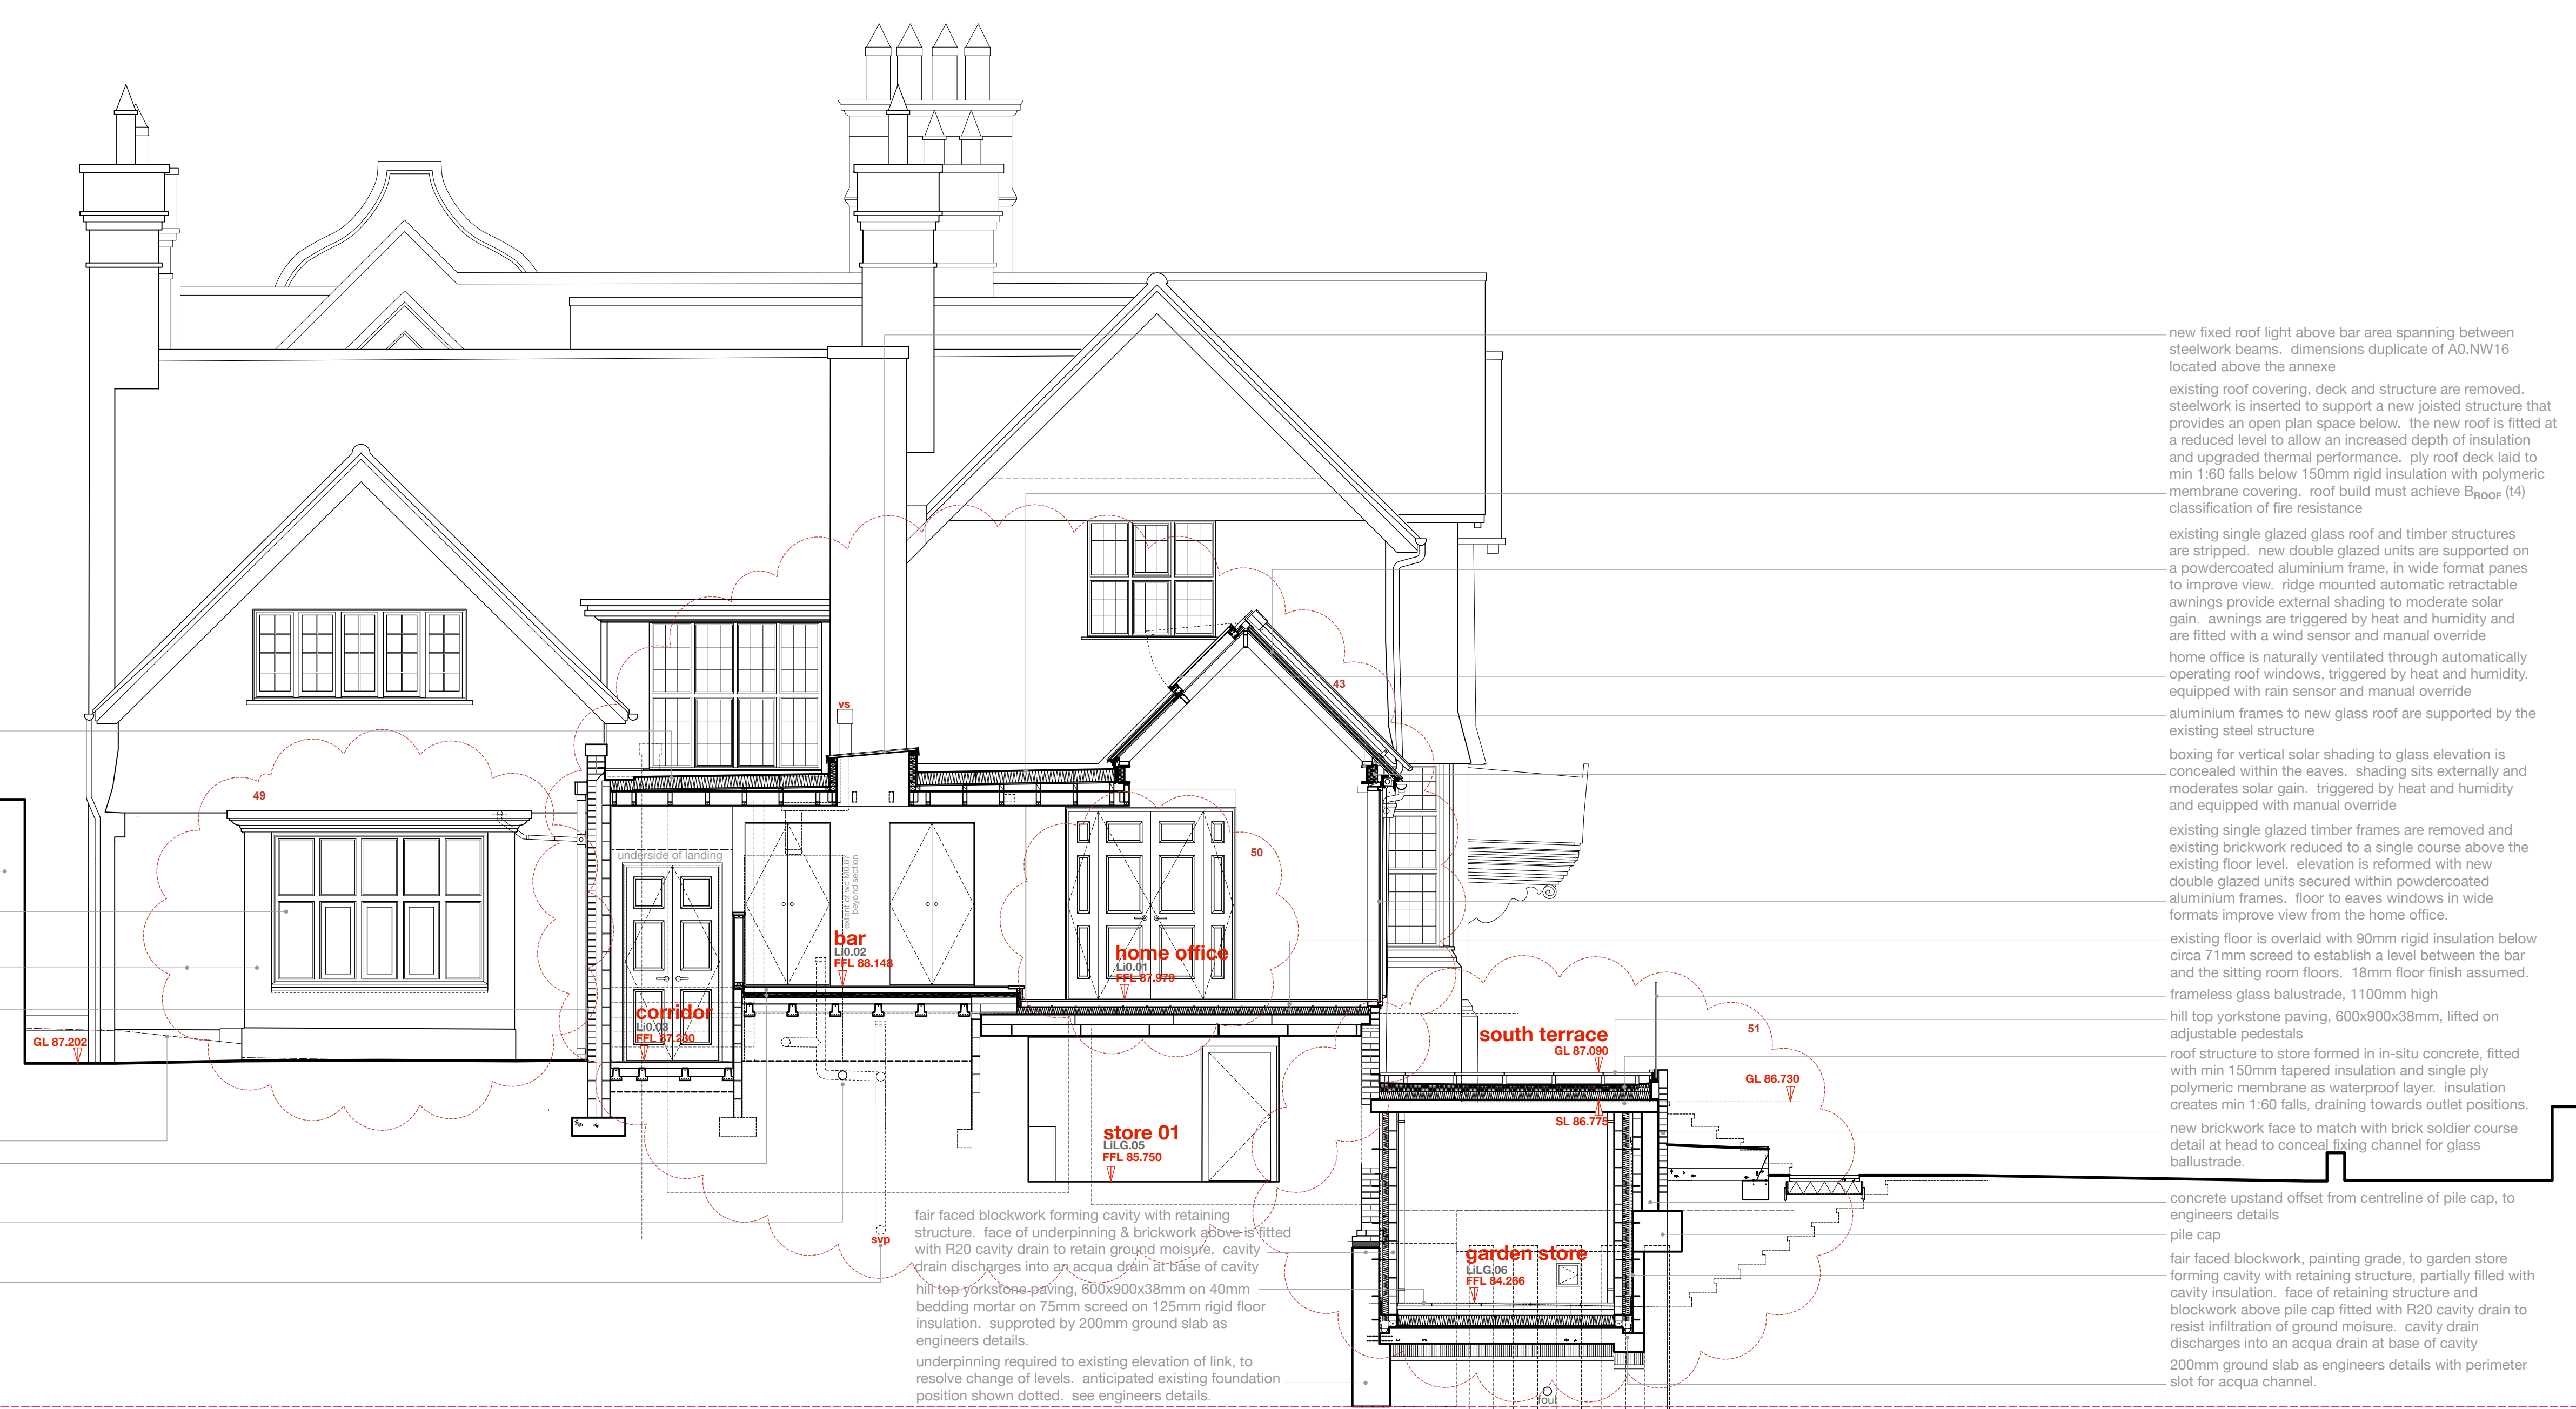 new fixed roof light above bar area spanning between
steelwork beams.  dimensions duplicate of A0.NW16
located above the annexe
existing roof covering, deck and structure are removed.
steelwork is inserted to support a new joisted structure that
provides an open plan space below.  the new roof is fitted at
a reduced level to allow an increased depth of insulation
and upgraded thermal performance.  ply roof deck laid to
min 1:60 falls below 150mm rigid insulation with polymeric
membrane covering.  roof build must achieve BROOF (t4)
classification of fire resistance
existing single glazed glass roof and timber structures
are stripped.  new double glazed units are supported on
a powdercoated aluminium frame, in wide format panes
to improve view.  ridge mounted automatic retractable
awnings provide external shading to moderate solar
gain.  awnings are triggered by heat and humidity and
are fitted with a wind sensor and manual override
home office is naturally ventilated through automatically
operating roof windows, triggered by heat and humidity.
equipped with rain sensor and manual override
aluminium frames to new glass roof are supported by the
existing steel structure
boxing for vertical solar shading to glass elevation is
concealed within the eaves.  shading sits externally and
moderates solar gain.  triggered by heat and humidity
and equipped with manual override
existing single glazed timber frames are removed and
existing brickwork reduced to a single course above the
existing floor level.  elevation is reformed with new
double glazed units secured within powdercoated
aluminium frames.  floor to eaves windows in wide
formats improve view from the home office.
existing floor is overlaid with 90mm rigid insulation below
circa 71mm screed to establish a level between the bar
and the sitting room floors.  18mm floor finish assumed.
frameless glass balustrade, 1100mm high
hill top yorkstone paving, 600x900x38mm, lifted on
adjustable pedestals
roof structure to store formed in in-situ concrete, fitted
with min 150mm tapered insulation and single ply
polymeric membrane as waterproof layer.  insulation
creates min 1:60 falls, draining towards outlet positions.
new brickwork face to match with brick soldier course
detail at head to conceal fixing channel for glass
ballustrade.
concrete upstand offset from centreline of pile cap, to
engineers details
pile cap
fair faced blockwork, painting grade, to garden store
forming cavity with retaining structure, partially filled with
cavity insulation.  face of retaining structure and
blockwork above pile cap fitted with R20 cavity drain to
resist infiltration of ground moisure.  cavity drain
discharges into an acqua drain at base of cavity
200mm ground slab as engineers details with perimeter
slot for acqua channel.
43
vs
49
50
underside of landing
extent of wc M0.07
beyond section
bar
Li0.02
FFL 88.148
home office
Li0.01
FFL 87.979
corridor
Li0.03
FFL 87.230
GL 87.202
south terrace
GL 87.090
51
GL 86.730
SL 86.775
store 01
LiLG.05
FFL 85.750
svp
garden store
LiLG.06
FFL 84.266
foul
fair faced blockwork forming cavity with retaining
structure.  face of underpinning & brickwork above is fitted
with R20 cavity drain to retain ground moisure.  cavity
drain discharges into an acqua drain at base of cavity
hill top yorkstone paving, 600x900x38mm on 40mm
bedding mortar on 75mm screed on 125mm rigid floor
insulation.  supproted by 200mm ground slab as
engineers details.
underpinning required to existing elevation of link, to
resolve change of levels.  anticipated existing foundation
position shown dotted.  see engineers details.